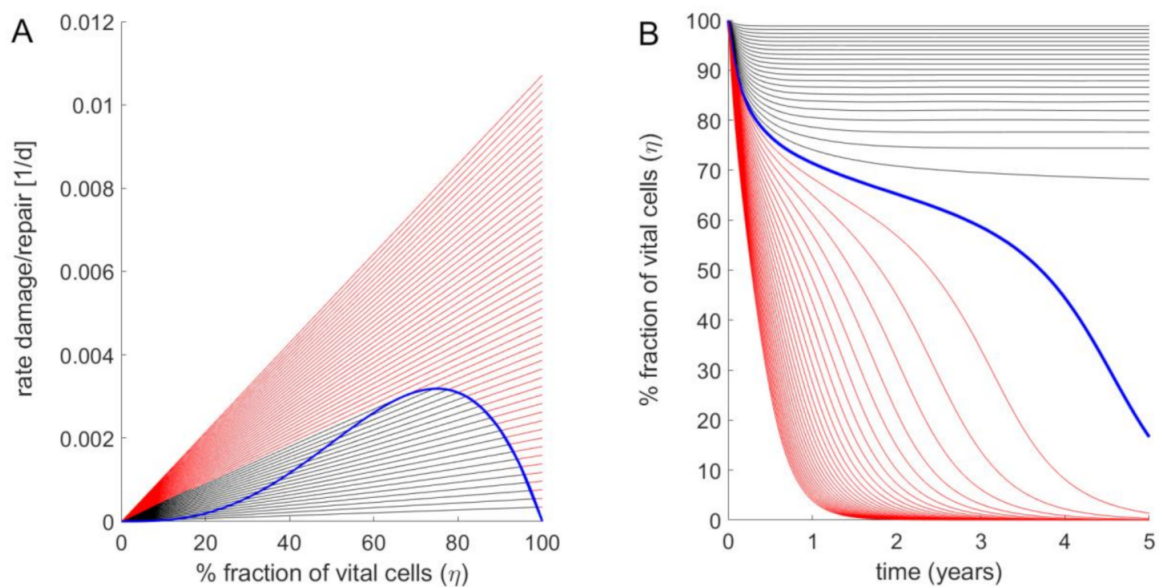 A
0.012
0.01
0.008
0.006
0.004
0.002
0
rate damage/repair [1/d]
0 20 40 60 80 100
% fraction of vital cells (η)
B
100
90
80
70
60
50
40
30
20
10
0
% fraction of vital cells (η)
0 1 2 3 4 5
time (years)